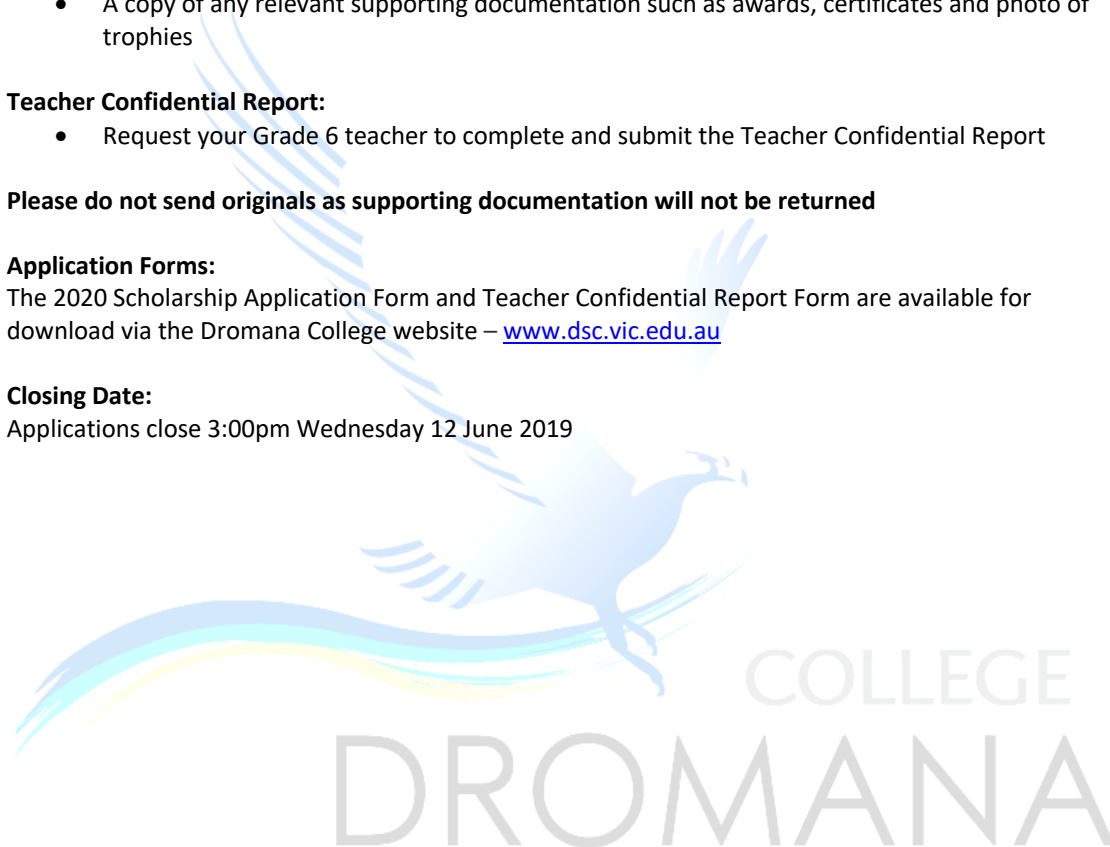 • A copy of any relevant supporting documentation such as awards, certificates and photo of
trophies
Teacher Confidential Report:
• Request your Grade 6 teacher to complete and submit the Teacher Confidential Report
Please do not send originals as supporting documentation will not be returned
Application Forms:
The 2020 Scholarship Application Form and Teacher Confidential Report Form are available for
download via the Dromana College website – www.dsc.vic.edu.au
Closing Date:
Applications close 3:00pm Wednesday 12 June 2019
COLLEGE
DROMANA